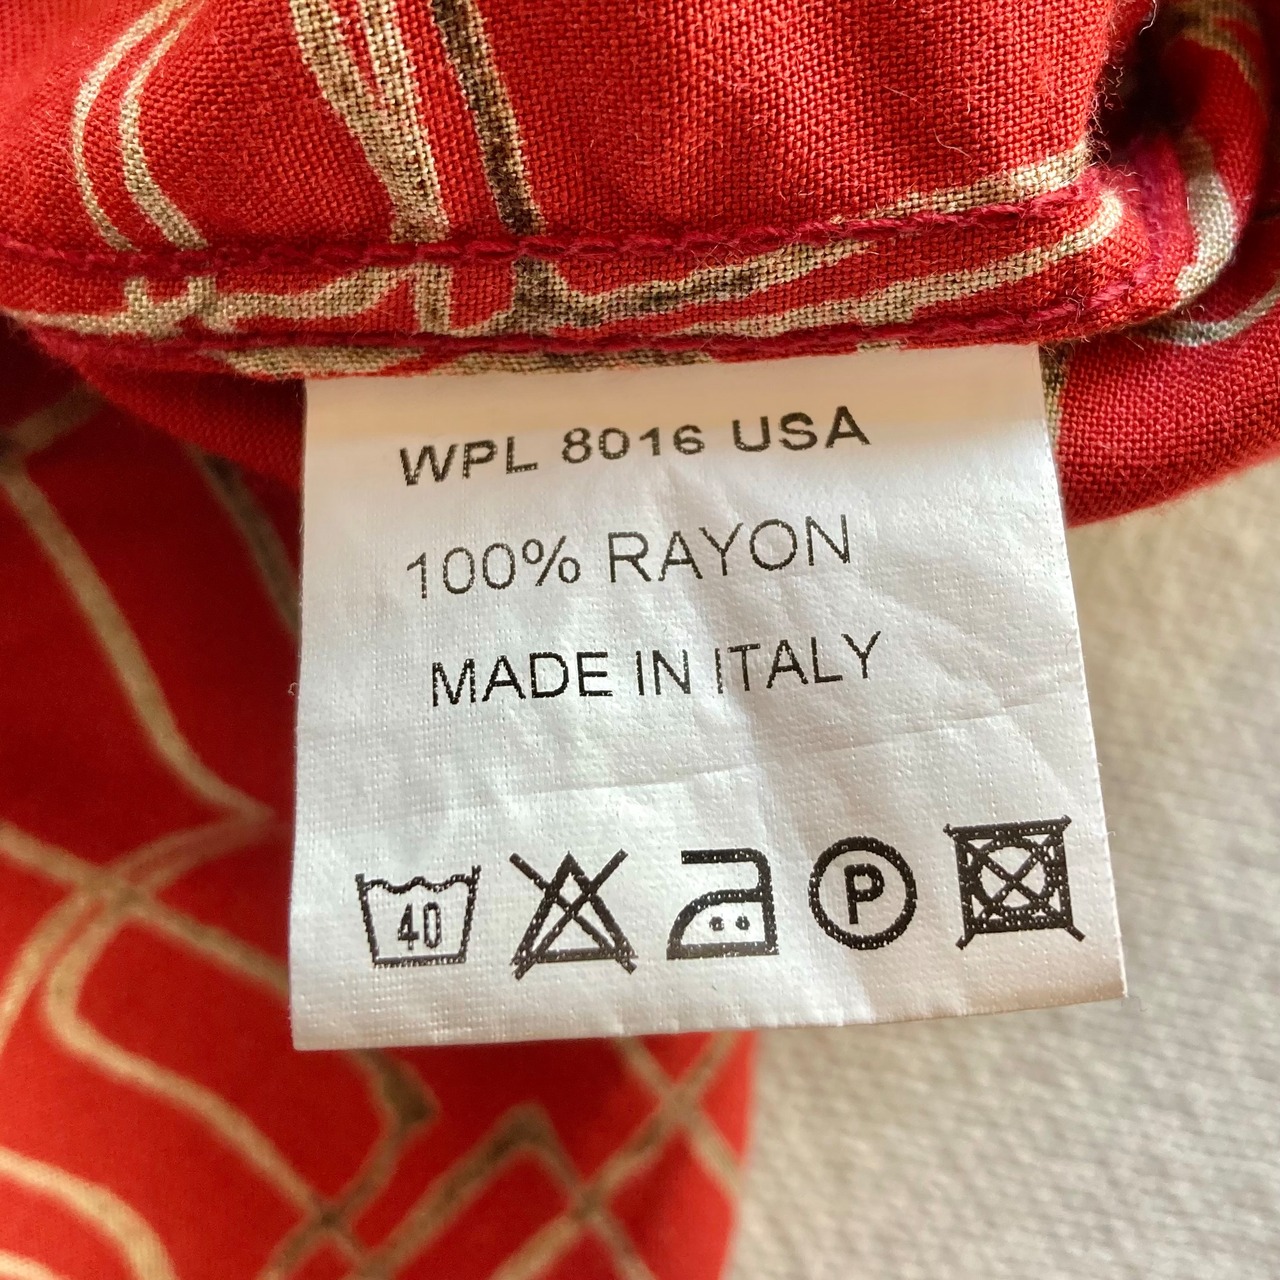 WPL 8016 USA
100% RAYON
MADE IN ITALY
40 P